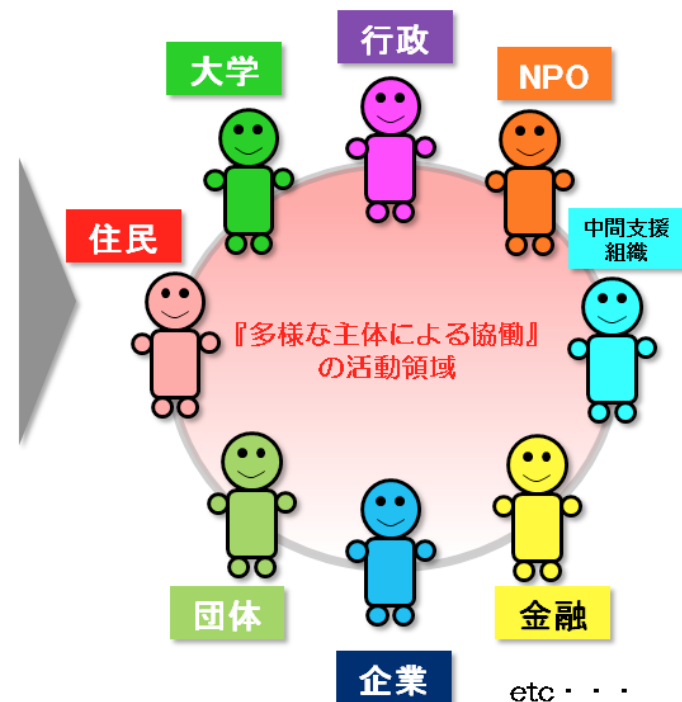 行政
大学
NPO
住民
中間支援
組織
『多様な主体による協働』
の活動領域
団体
金融
企業
etc・・・